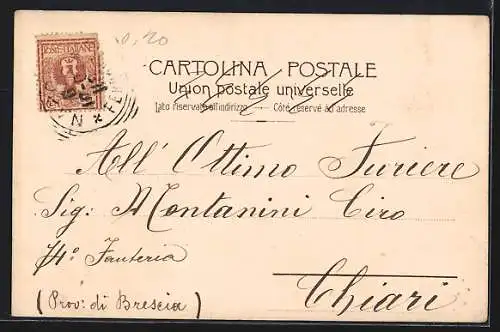 0,20
POSTE ITALIANE
CARTOLINA POSTALE
Union postale universelle
Lato riservato all'indirizzo — Côté réservé au adresse
All' Ottimo Furiere
Sig: Montanini Ciro
74° Fanteria
Chiari
(Prov: di Brescia)